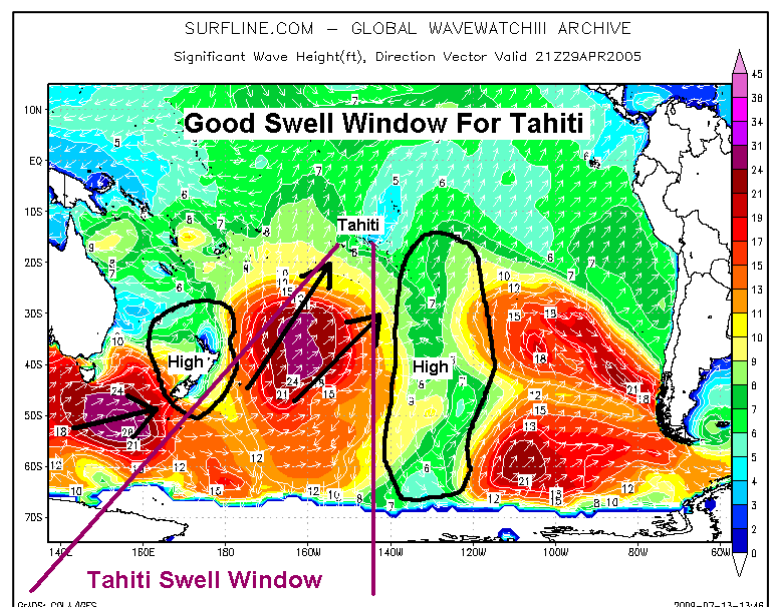 SURFLINE.COM – GLOBAL WAVEWATCHIII ARCHIVE
Significant Wave Height(ft), Direction Vector Valid 21Z29APR2005
Good Swell Window For Tahiti
Tahiti
High
High
Tahiti Swell Window
10N
EQ
10S
20S
30S
40S
50S
60S
70S
140E
160E
180
160W
140W
120W
100W
80W
60W
45
38
34
31
24
21
19
17
15
13
11
10
9
8
7
6
5
4
3
2
1
0
GrADS: COLA/IGES
2009-07-13-13:46